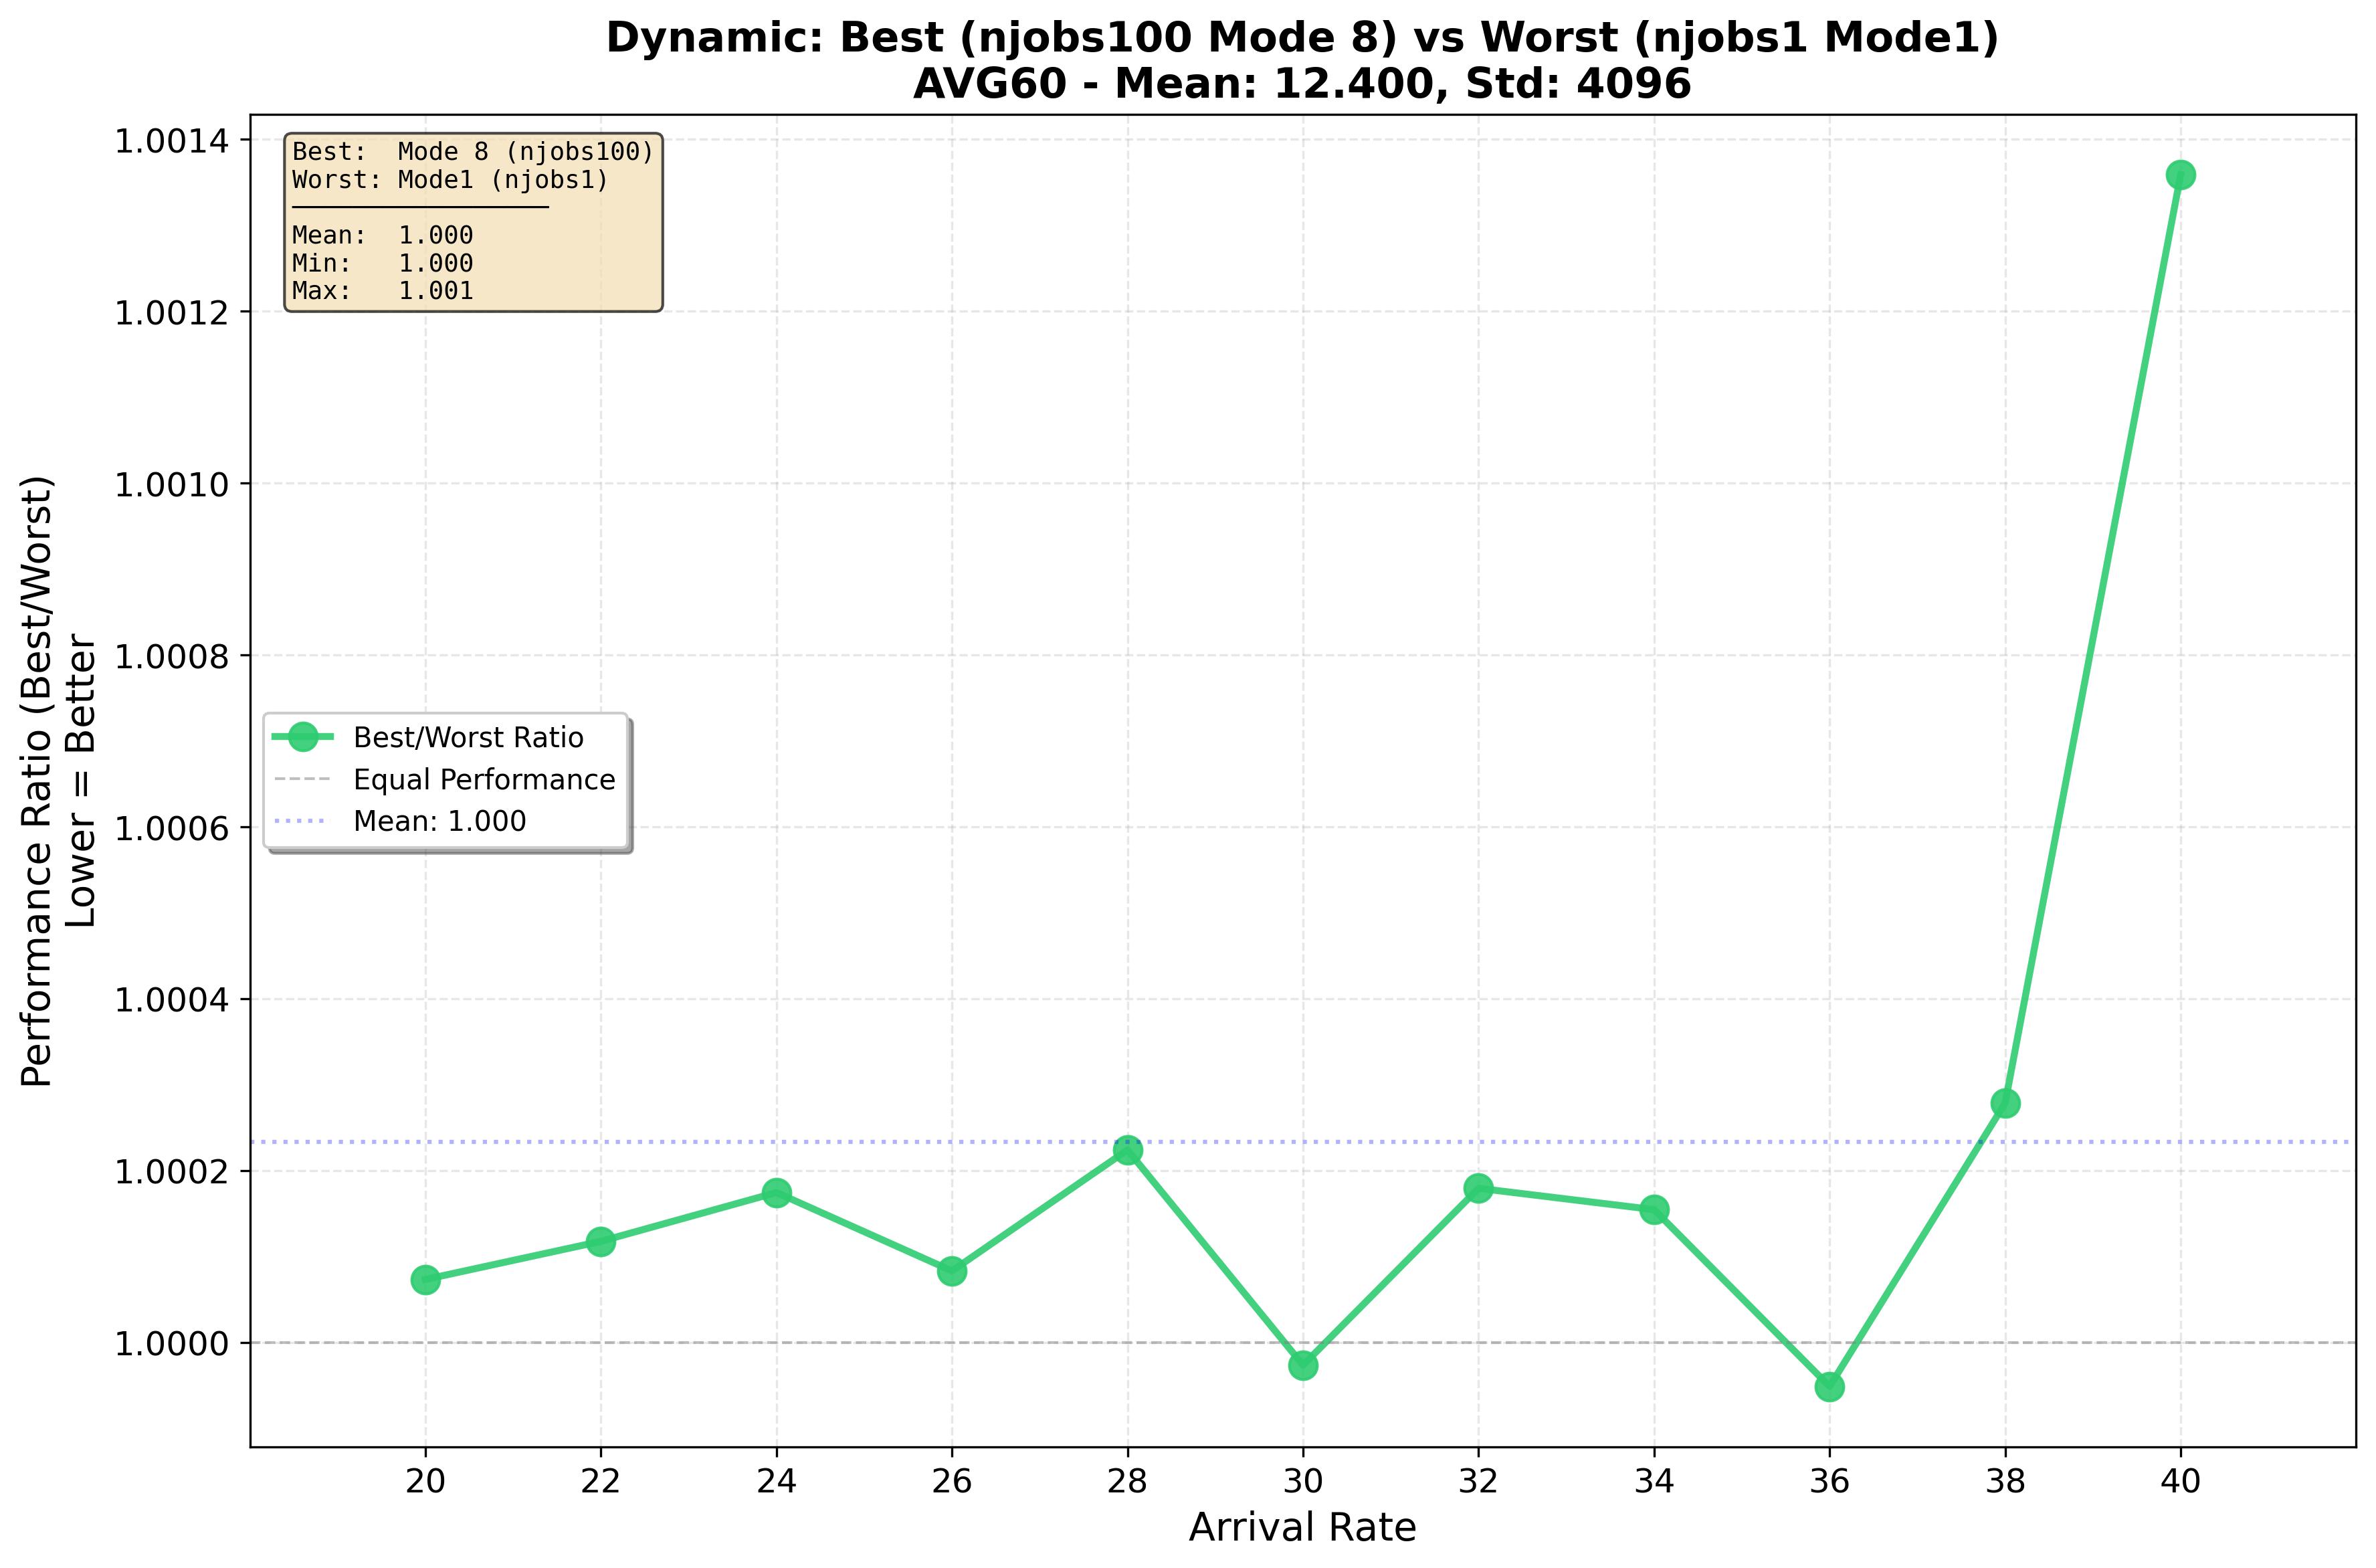 Dynamic: Best (njobs100 Mode 8) vs Worst (njobs1 Mode1)
AVG60 - Mean: 12.400, Std: 4096
Best:  Mode 8 (njobs100)
Worst: Mode1 (njobs1)
Mean:  1.000
Min:   1.000
Max:   1.001
Performance Ratio (Best/Worst)
Lower = Better
1.0014
1.0012
1.0010
1.0008
1.0006
1.0004
1.0002
1.0000
Best/Worst Ratio
Equal Performance
Mean: 1.000
20 22 24 26 28 30 32 34 36 38 40
Arrival Rate